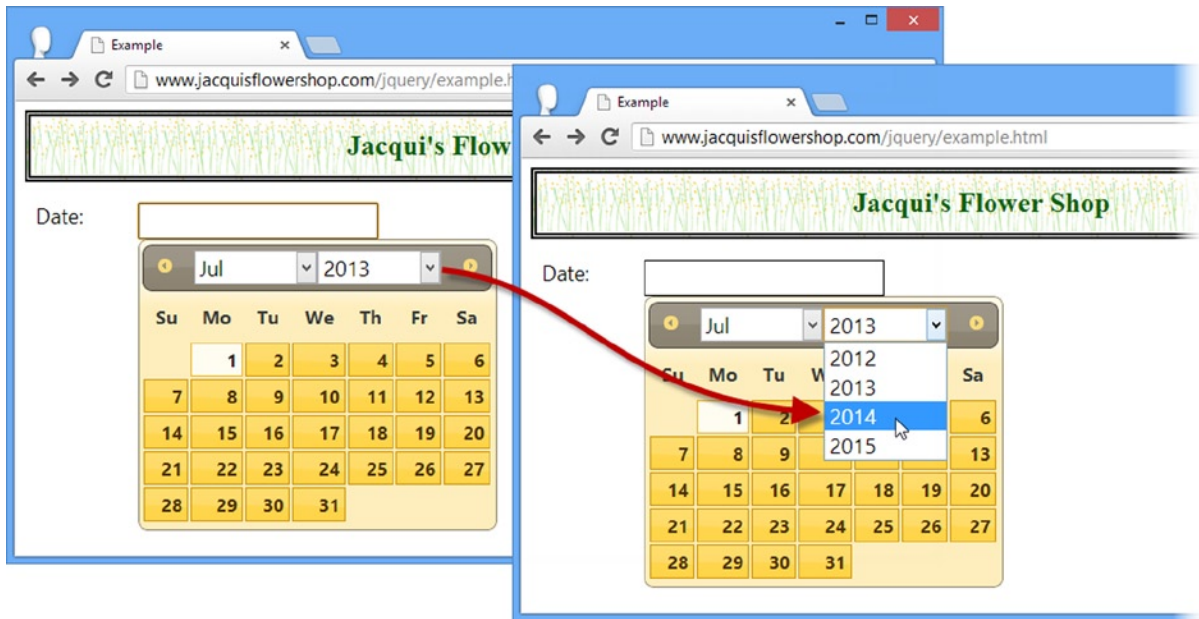 Example
www.jacquisflowershop.com/jquery/example.h
Jacqui's Flow
Date:
Jul 2013
Su Mo Tu We Th Fr Sa
1 2 3 4 5 6
7 8 9 10 11 12 13
14 15 16 17 18 19 20
21 22 23 24 25 26 27
28 29 30 31
Example
www.jacquisflowershop.com/jquery/example.html
Jacqui's Flower Shop
Date:
Jul 2013
2012
2013
2014
2015
Su Mo Tu W Sa
1 2 6
7 8 9 13
14 15 16 17 18 19 20
21 22 23 24 25 26 27
28 29 30 31